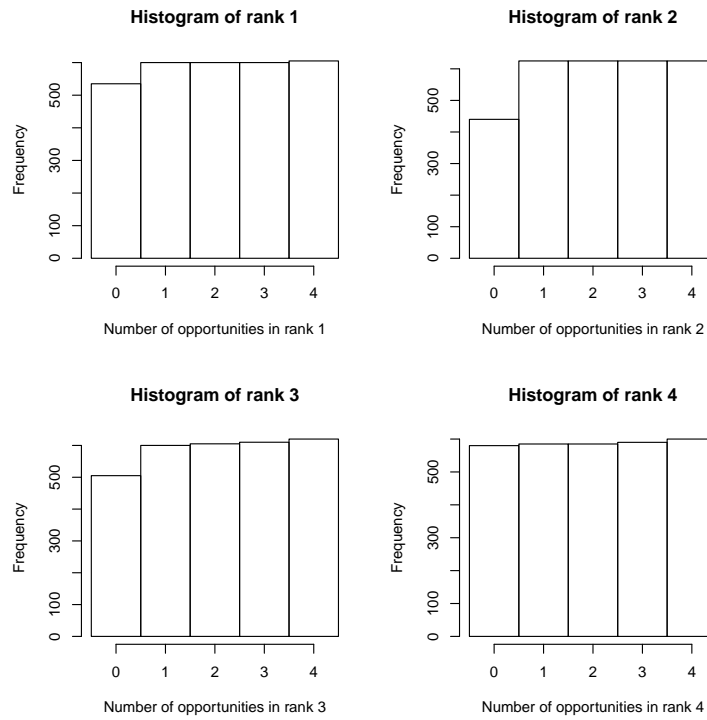 Histogram of rank 1
Frequency
500
300
100
0
0 1 2 3 4
Number of opportunities in rank 1
Histogram of rank 2
Frequency
500
300
100
0
0 1 2 3 4
Number of opportunities in rank 2
Histogram of rank 3
Frequency
500
300
100
0
0 1 2 3 4
Number of opportunities in rank 3
Histogram of rank 4
Frequency
500
300
100
0
0 1 2 3 4
Number of opportunities in rank 4